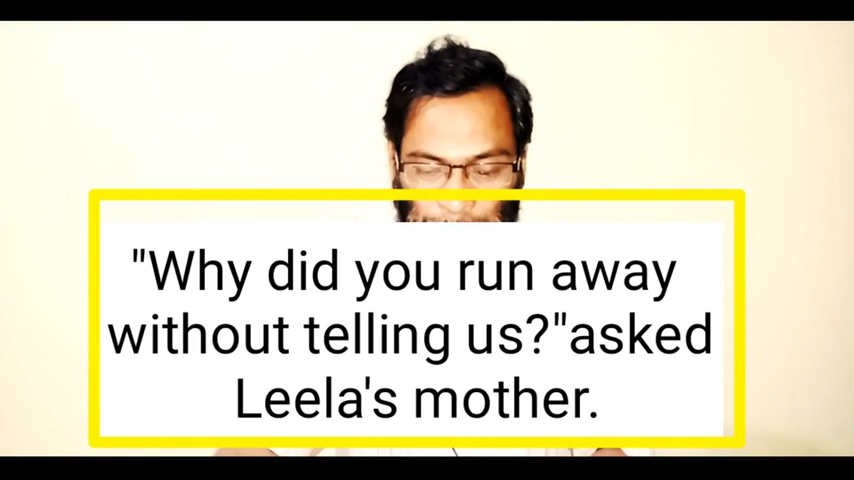 "Why did you run away
without telling us?"asked
Leela's mother.